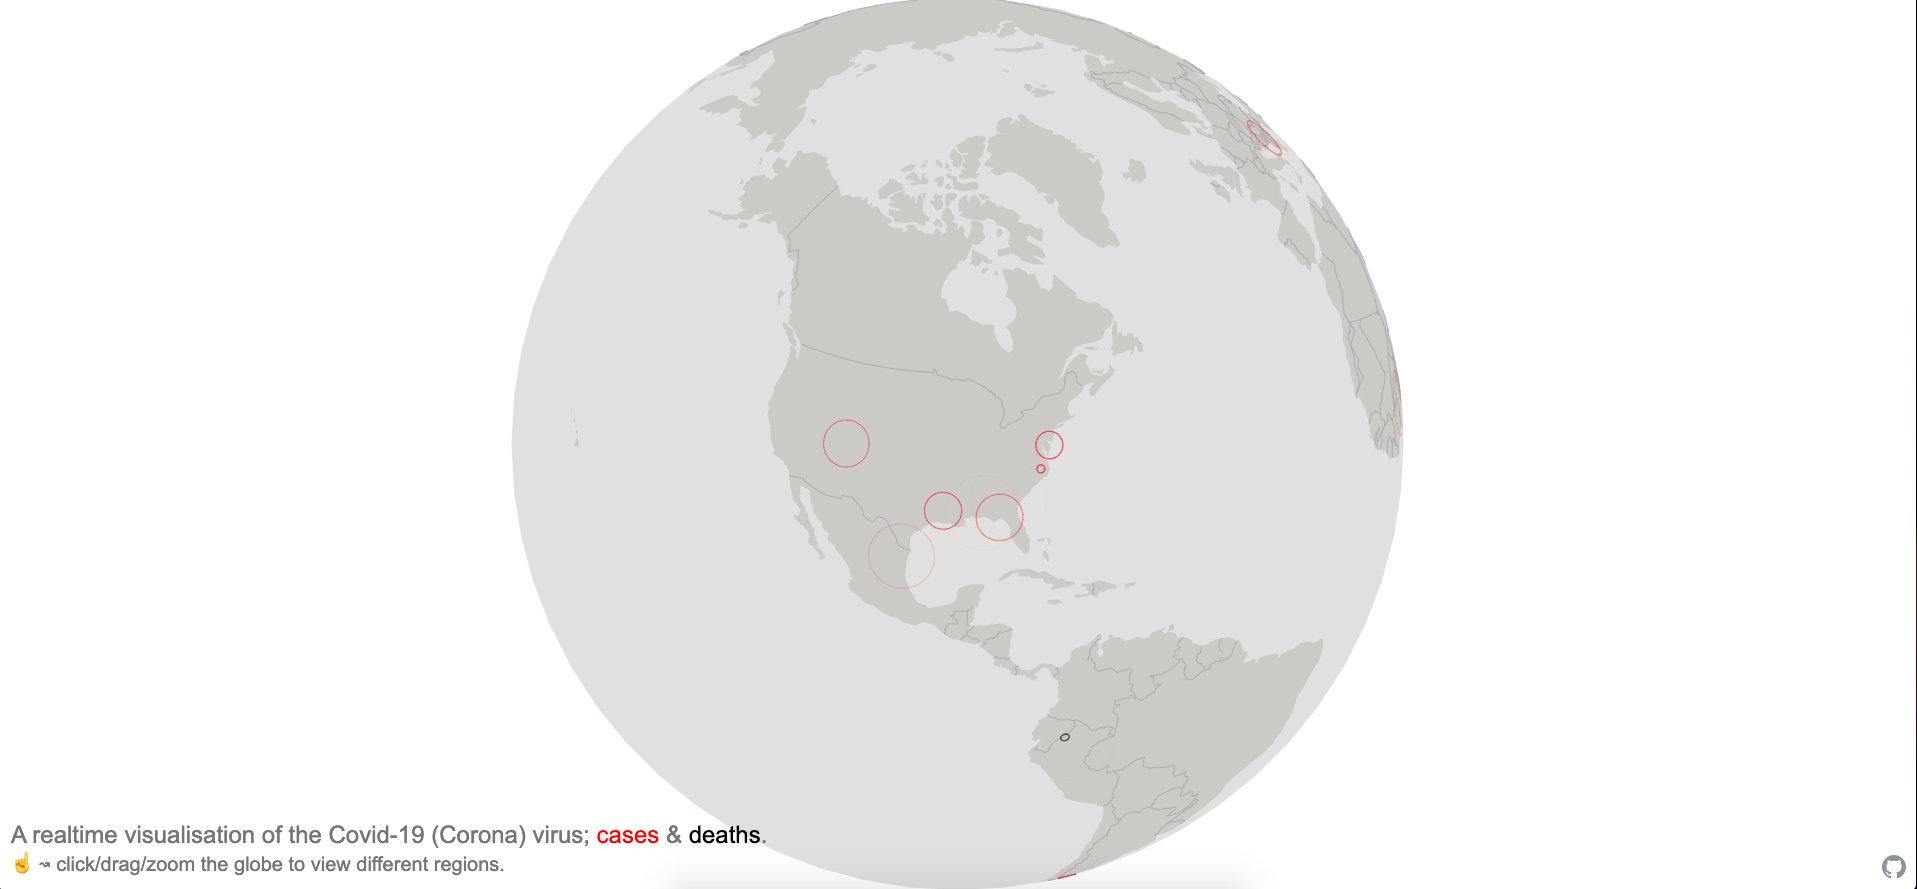 A realtime visualisation of the Covid-19 (Corona) virus; cases & deaths.
☝️ ↝ click/drag/zoom the globe to view different regions.